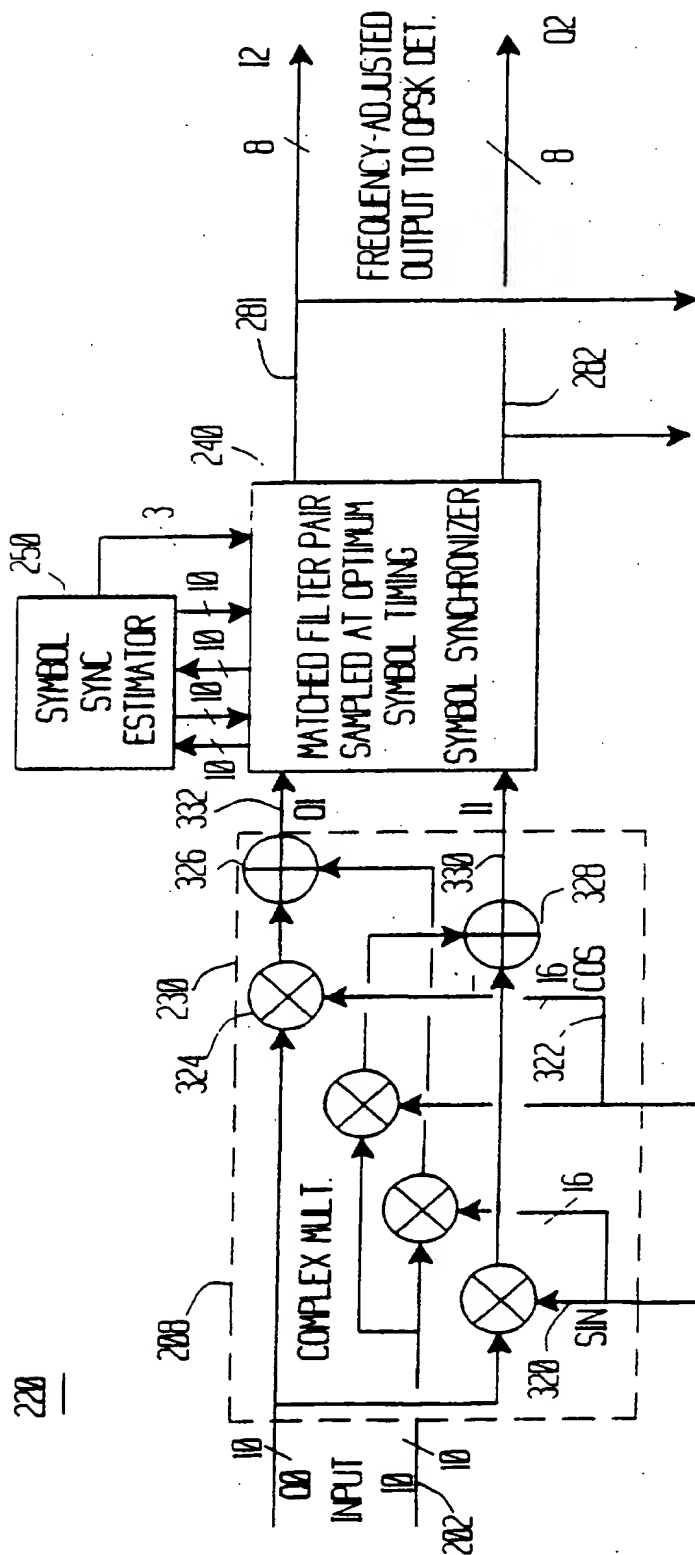 220
208
230
324
326
332
250
SYMBOL
SYNC
ESTIMATOR
3
10
10
10
10
240
281
8
I2
10
Q0
INPUT
I0
10
202
COMPLEX MULT.
Q1
MATCHED FILTER PAIR
SAMPLED AT OPTIMUM
SYMBOL TIMING
SYMBOL SYNCHRONIZER
FREQUENCY-ADJUSTED
OUTPUT TO QPSK DET.
I1
330
328
282
8
Q2
16
COS
322
16
SIN
320